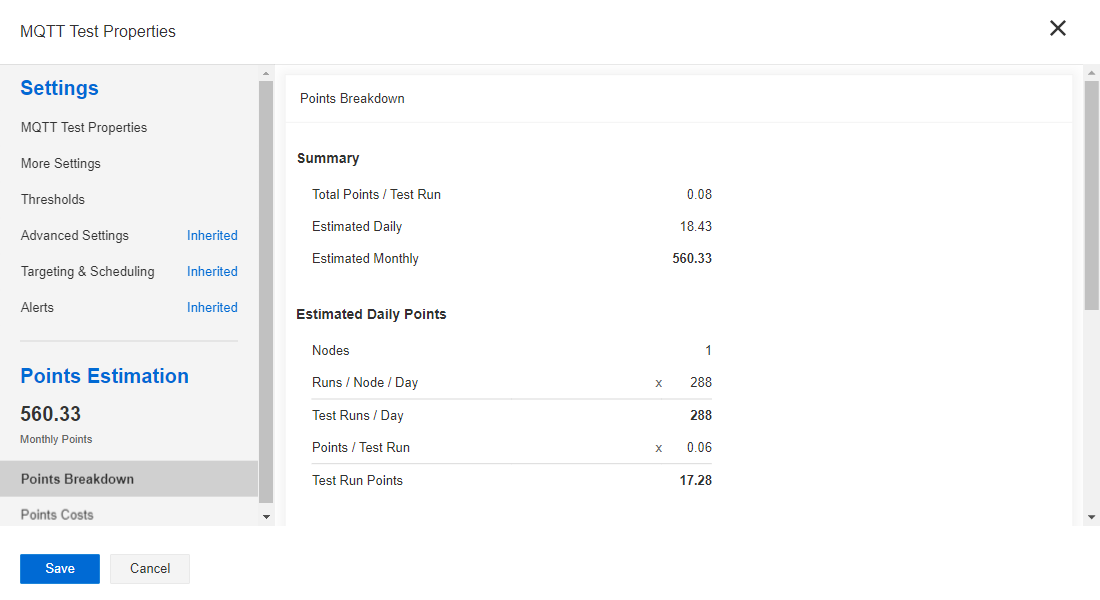 MQTT Test Properties
Settings
MQTT Test Properties
More Settings
Thresholds
Advanced Settings Inherited
Targeting & Scheduling Inherited
Alerts Inherited
Points Estimation
560.33
Monthly Points
Points Breakdown
Points Costs
Points Breakdown
Summary
Total Points / Test Run 0.08
Estimated Daily 18.43
Estimated Monthly 560.33
Estimated Daily Points
Nodes 1
Runs / Node / Day x 288
Test Runs / Day 288
Points / Test Run x 0.06
Test Run Points 17.28
Save Cancel